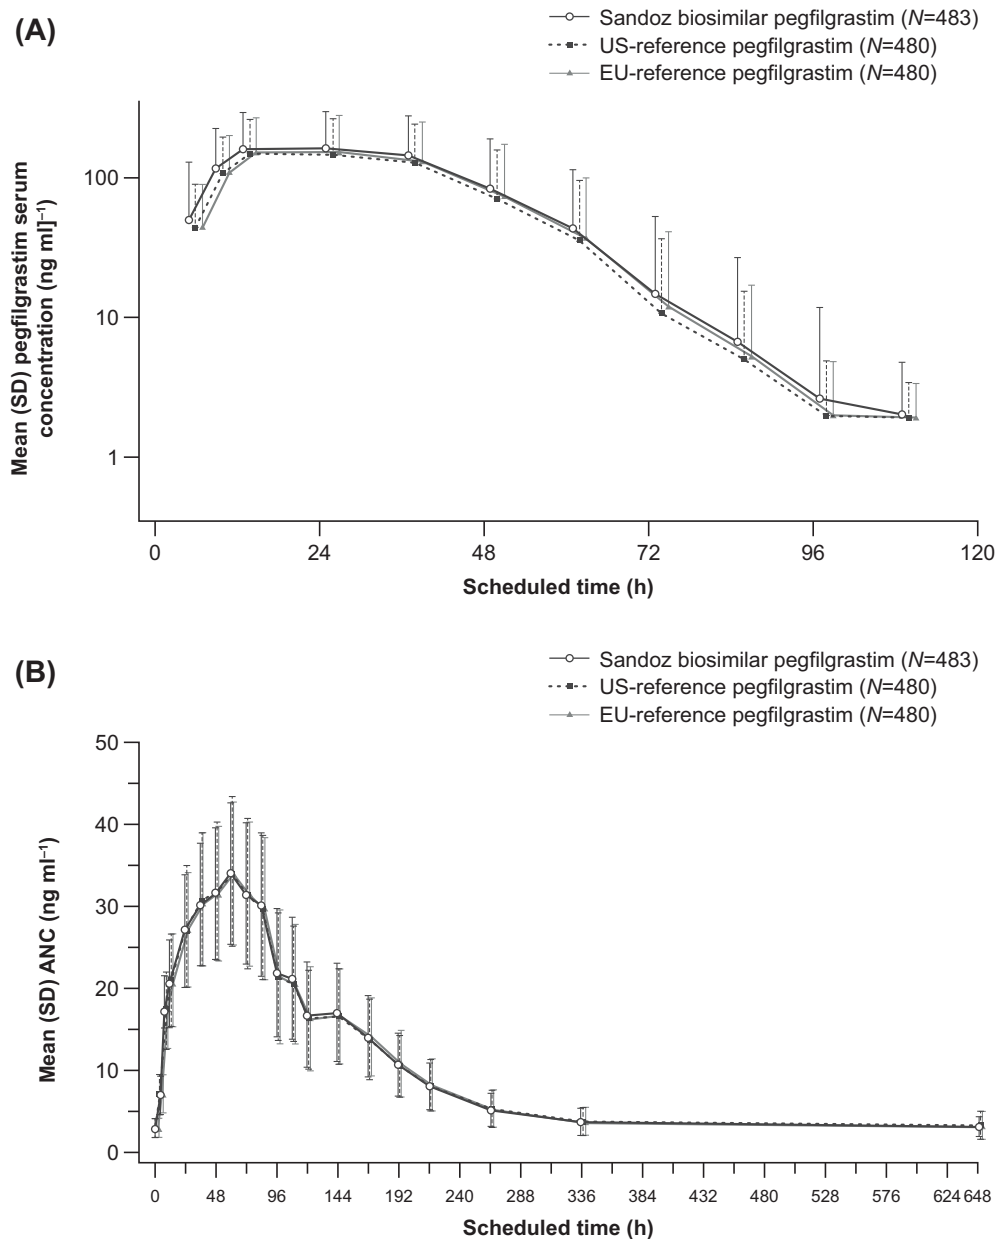 (A)
Sandoz biosimilar pegfilgrastim (N=483)
US-reference pegfilgrastim (N=480)
EU-reference pegfilgrastim (N=480)
Mean (SD) pegfilgrastim serum
concentration (ng ml]⁻¹)
100
10
1
0 24 48 72 96 120
Scheduled time (h)
(B)
Sandoz biosimilar pegfilgrastim (N=483)
US-reference pegfilgrastim (N=480)
EU-reference pegfilgrastim (N=480)
Mean (SD) ANC (ng ml⁻¹)
50
40
30
20
10
0
0 48 96 144 192 240 288 336 384 432 480 528 576 624 648
Scheduled time (h)